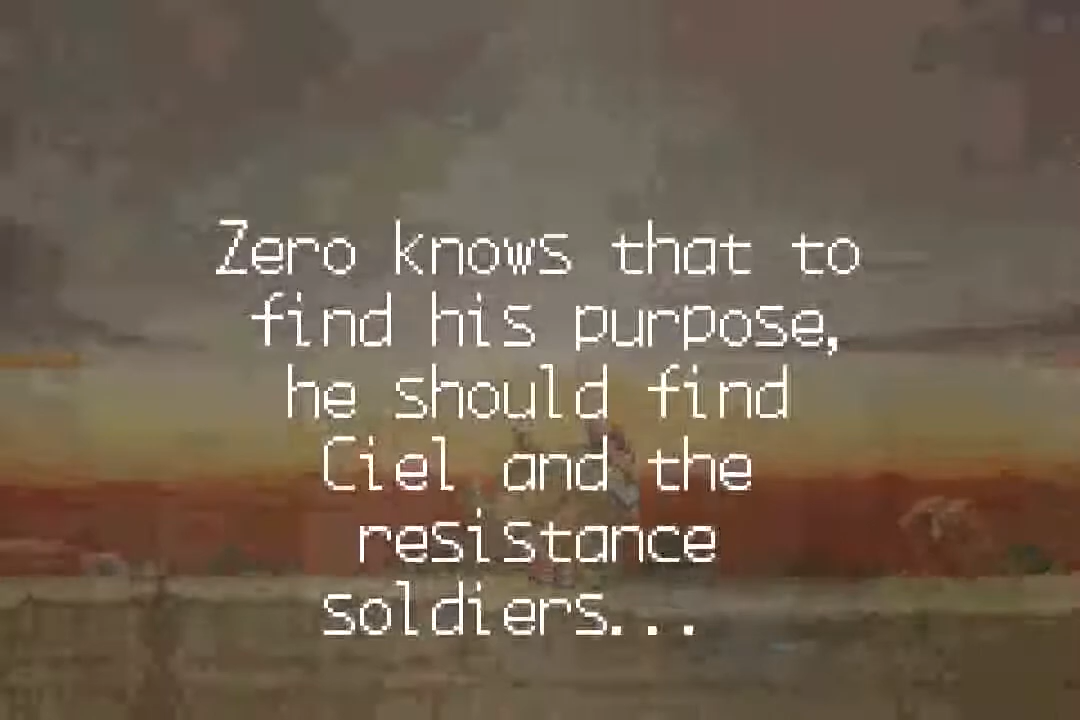 Zero knows that to
find his purpose,
he should find
Ciel and the
resistance
soldiers...